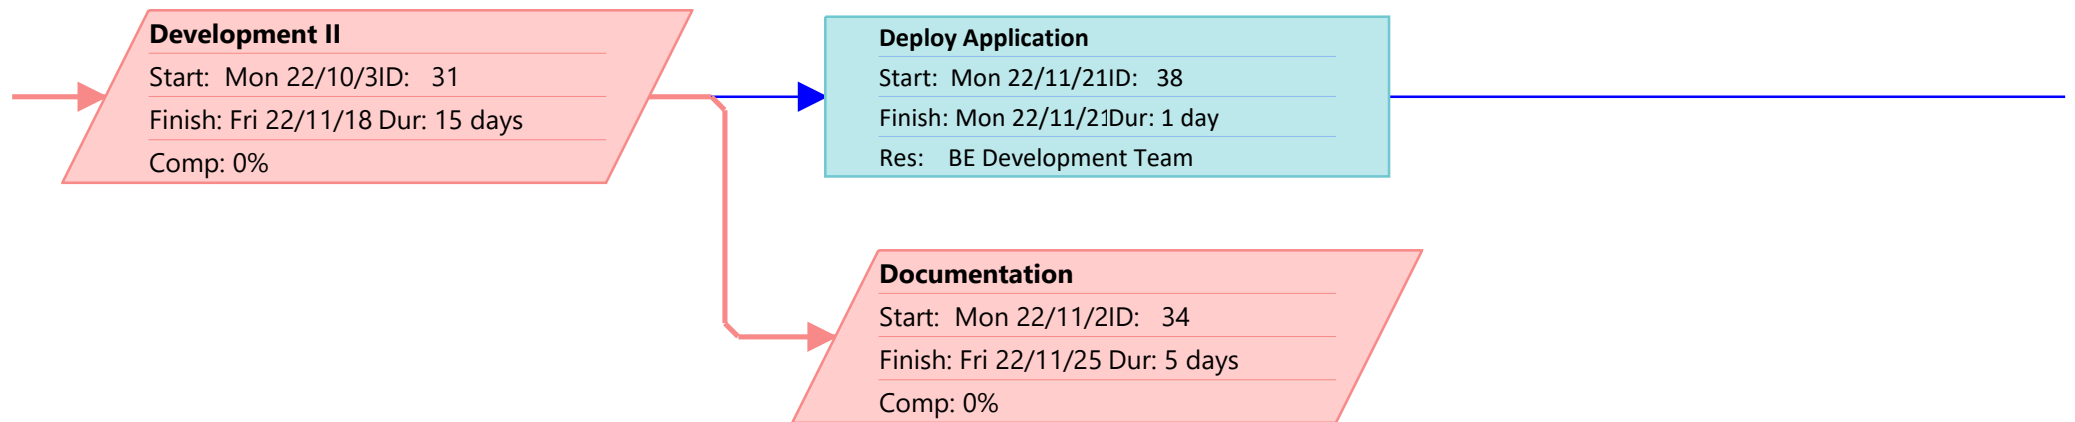 Development II
Start: Mon 22/10/3ID: 31
Finish: Fri 22/11/18 Dur: 15 days
Comp: 0%
Deploy Application
Start: Mon 22/11/21ID: 38
Finish: Mon 22/11/21Dur: 1 day
Res: BE Development Team
Documentation
Start: Mon 22/11/2ID: 34
Finish: Fri 22/11/25 Dur: 5 days
Comp: 0%